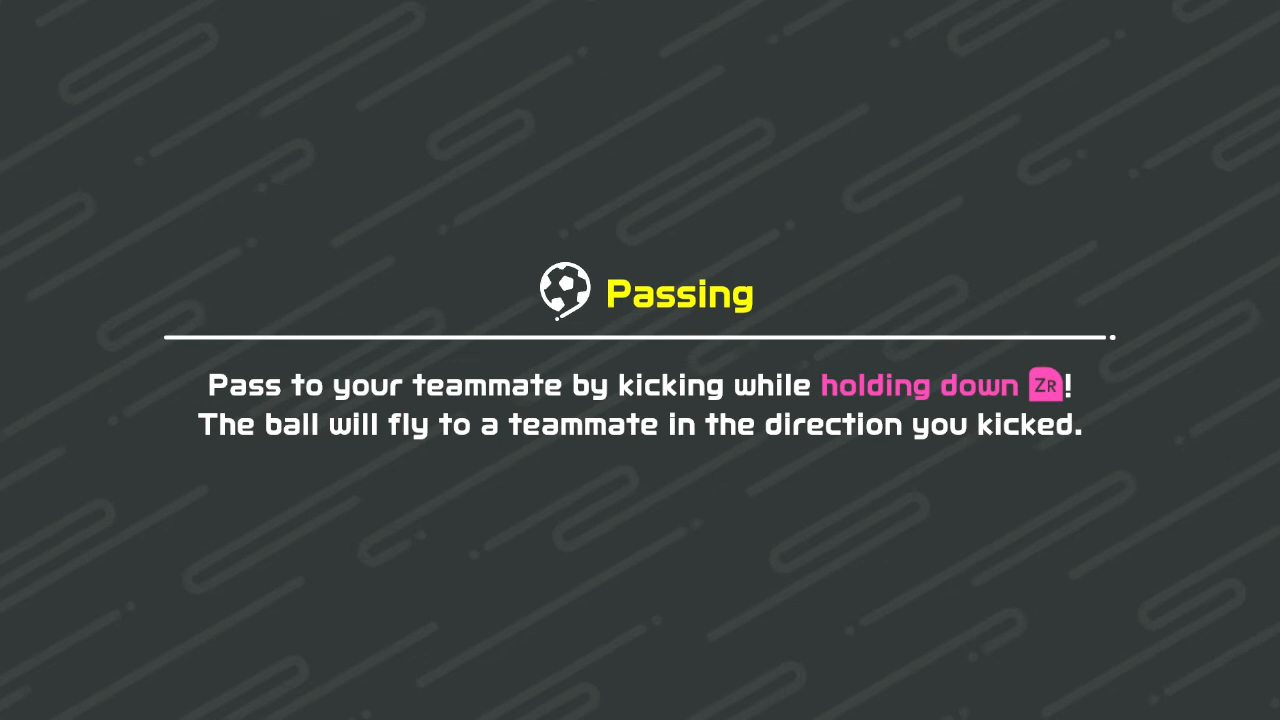 Passing
Pass to your teammate by kicking while holding down ZR!
The ball will fly to a teammate in the direction you kicked.